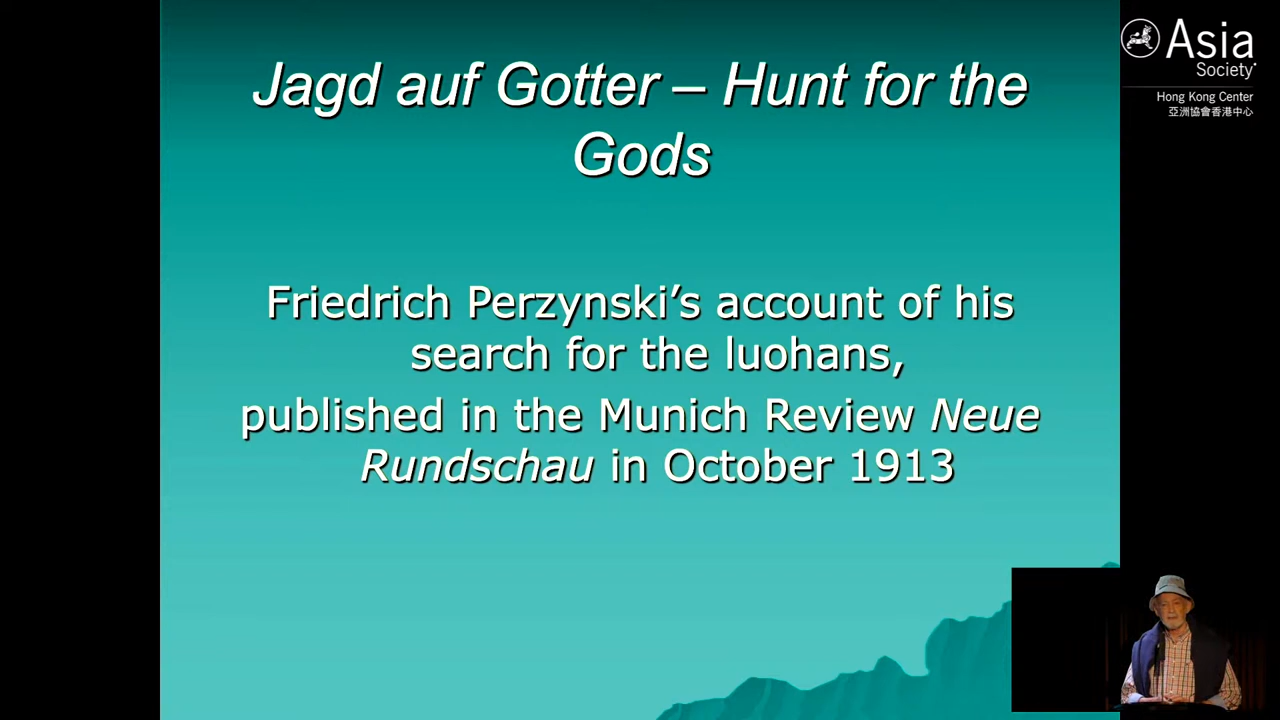 Jagd auf Gotter – Hunt for the
Gods
Friedrich Perzynski’s account of his
search for the luohans,
published in the Munich Review Neue
Rundschau in October 1913
Asia
Society
Hong Kong Center
亞洲協會香港中心